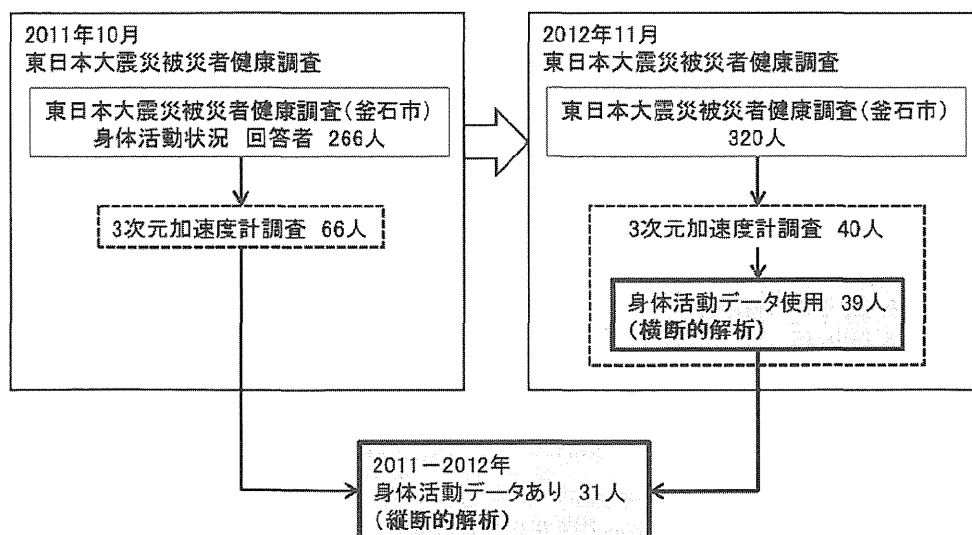 2011年10月
東日本大震災被災者健康調査
東日本大震災被災者健康調査(釜石市)
身体活動状況 回答者 266人
3次元加速度計調査 66人
2012年11月
東日本大震災被災者健康調査
東日本大震災被災者健康調査(釜石市)
320人
3次元加速度計調査 40人
身体活動データ使用 39人
(横断的解析)
2011-2012年
身体活動データあり 31人
(縦断的解析)